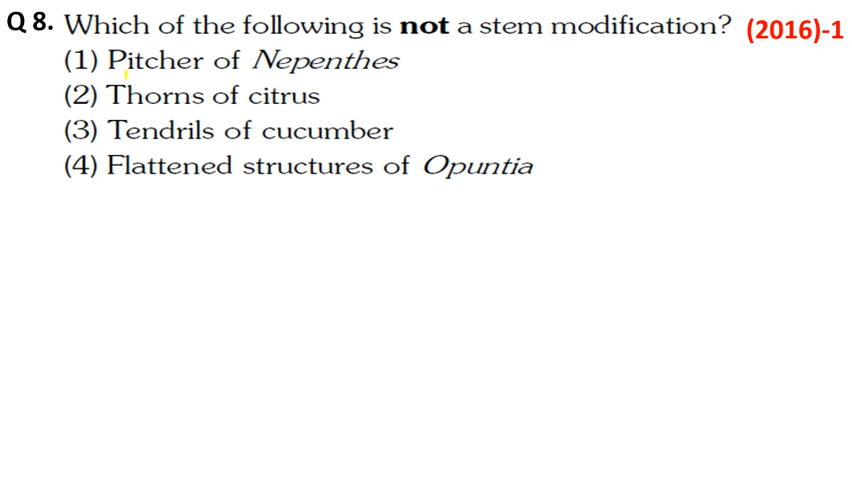 Q 8. Which of the following is not a stem modification? (2016)-1
(1) Pitcher of Nepenthes
(2) Thorns of citrus
(3) Tendrils of cucumber
(4) Flattened structures of Opuntia